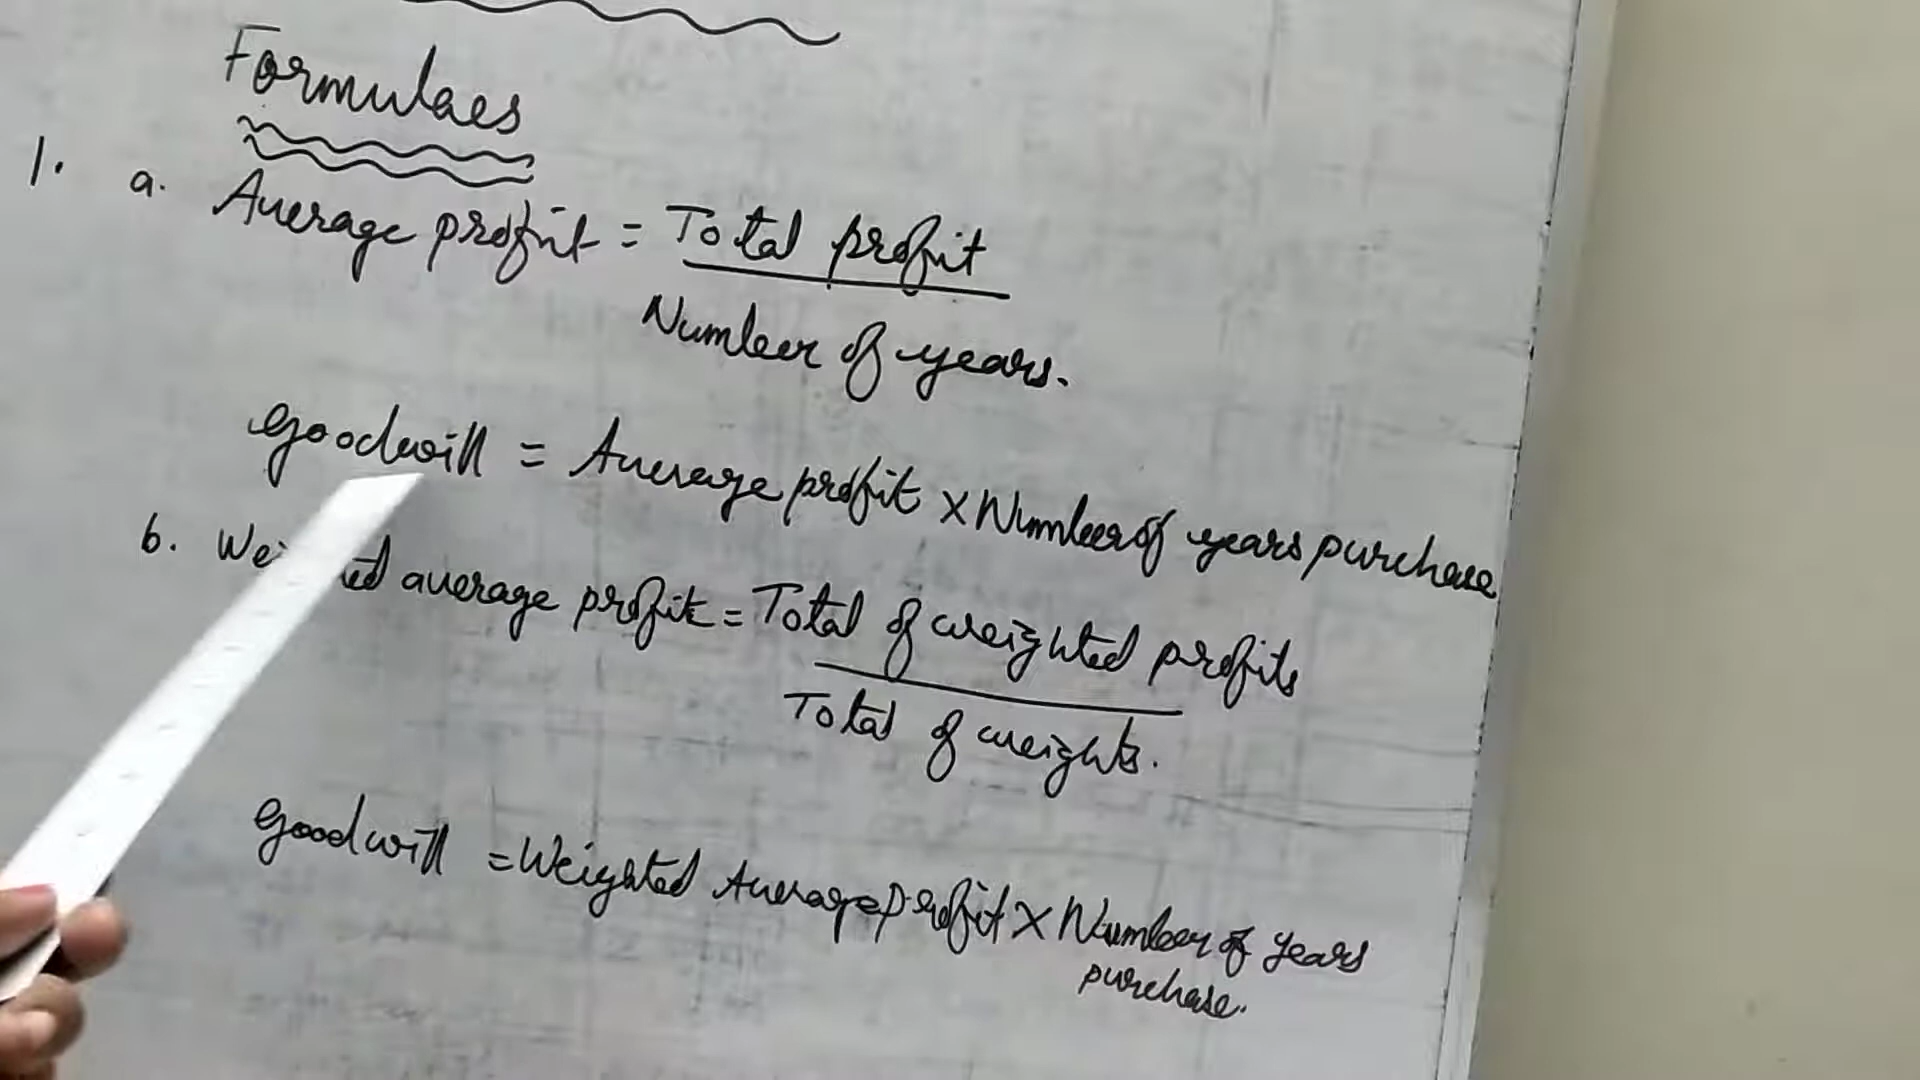 Formulaes
1. a. Average profit = Total profit
Number of years.
Goodwill = Average profit × Number of years purchase
b. average profit = Total of weighted profits
Total of weights.
Goodwill = Weighted Average profit × Number of years
purchase.